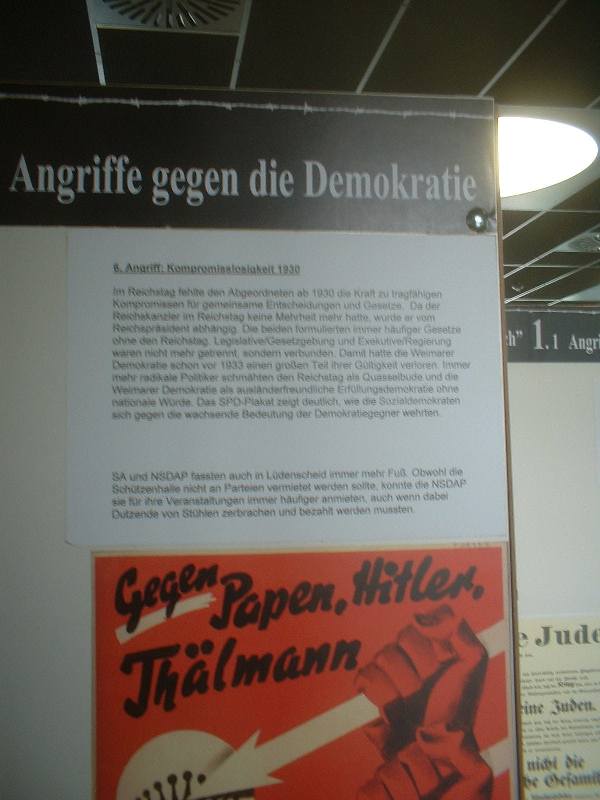 Angriffe gegen die Demokratie
6. Angriff: Kompromisslosigkeit 1930
Im Reichstag fehlte den Abgeordneten ab 1930 die Kraft zu tragfähigen
Kompromissen für gemeinsame Entscheidungen und Gesetze. Da der
Reichskanzler im Reichstag keine Mehrheit mehr hatte, wurde er vom
Reichspräsident abhängig. Die beiden formulierten immer häufiger Gesetze
ohne den Reichstag. Legislative/Gesetzgebung und Exekutive/Regierung
waren nicht mehr getrennt, sondern verbunden. Damit hatte die Weimarer
Demokratie schon vor 1933 einen großen Teil ihrer Gültigkeit verloren. Immer
mehr radikale Politiker schmähten den Reichstag als Quasselbude und die
Weimarer Demokratie als ausländerfreundliche Erfüllungsdemokratie ohne
nationale Würde. Das SPD-Plakat zeigt deutlich, wie die Sozialdemokraten
sich gegen die wachsende Bedeutung der Demokratiegegner wehrten.
SA und NSDAP fassten auch in Lüdenscheid immer mehr Fuß. Obwohl die
Schützenhalle nicht an Parteien vermietet werden sollte, konnte die NSDAP
sie für ihre Veranstaltungen immer häufiger anmieten, auch wenn dabei
Dutzende von Stühlen zerbrachen und bezahlt werden mussten.
Gegen Papen, Hitler,
Thälmann
ch" 1.1 Angri
e Jude
eine Juden.
nicht die
he Gesamt